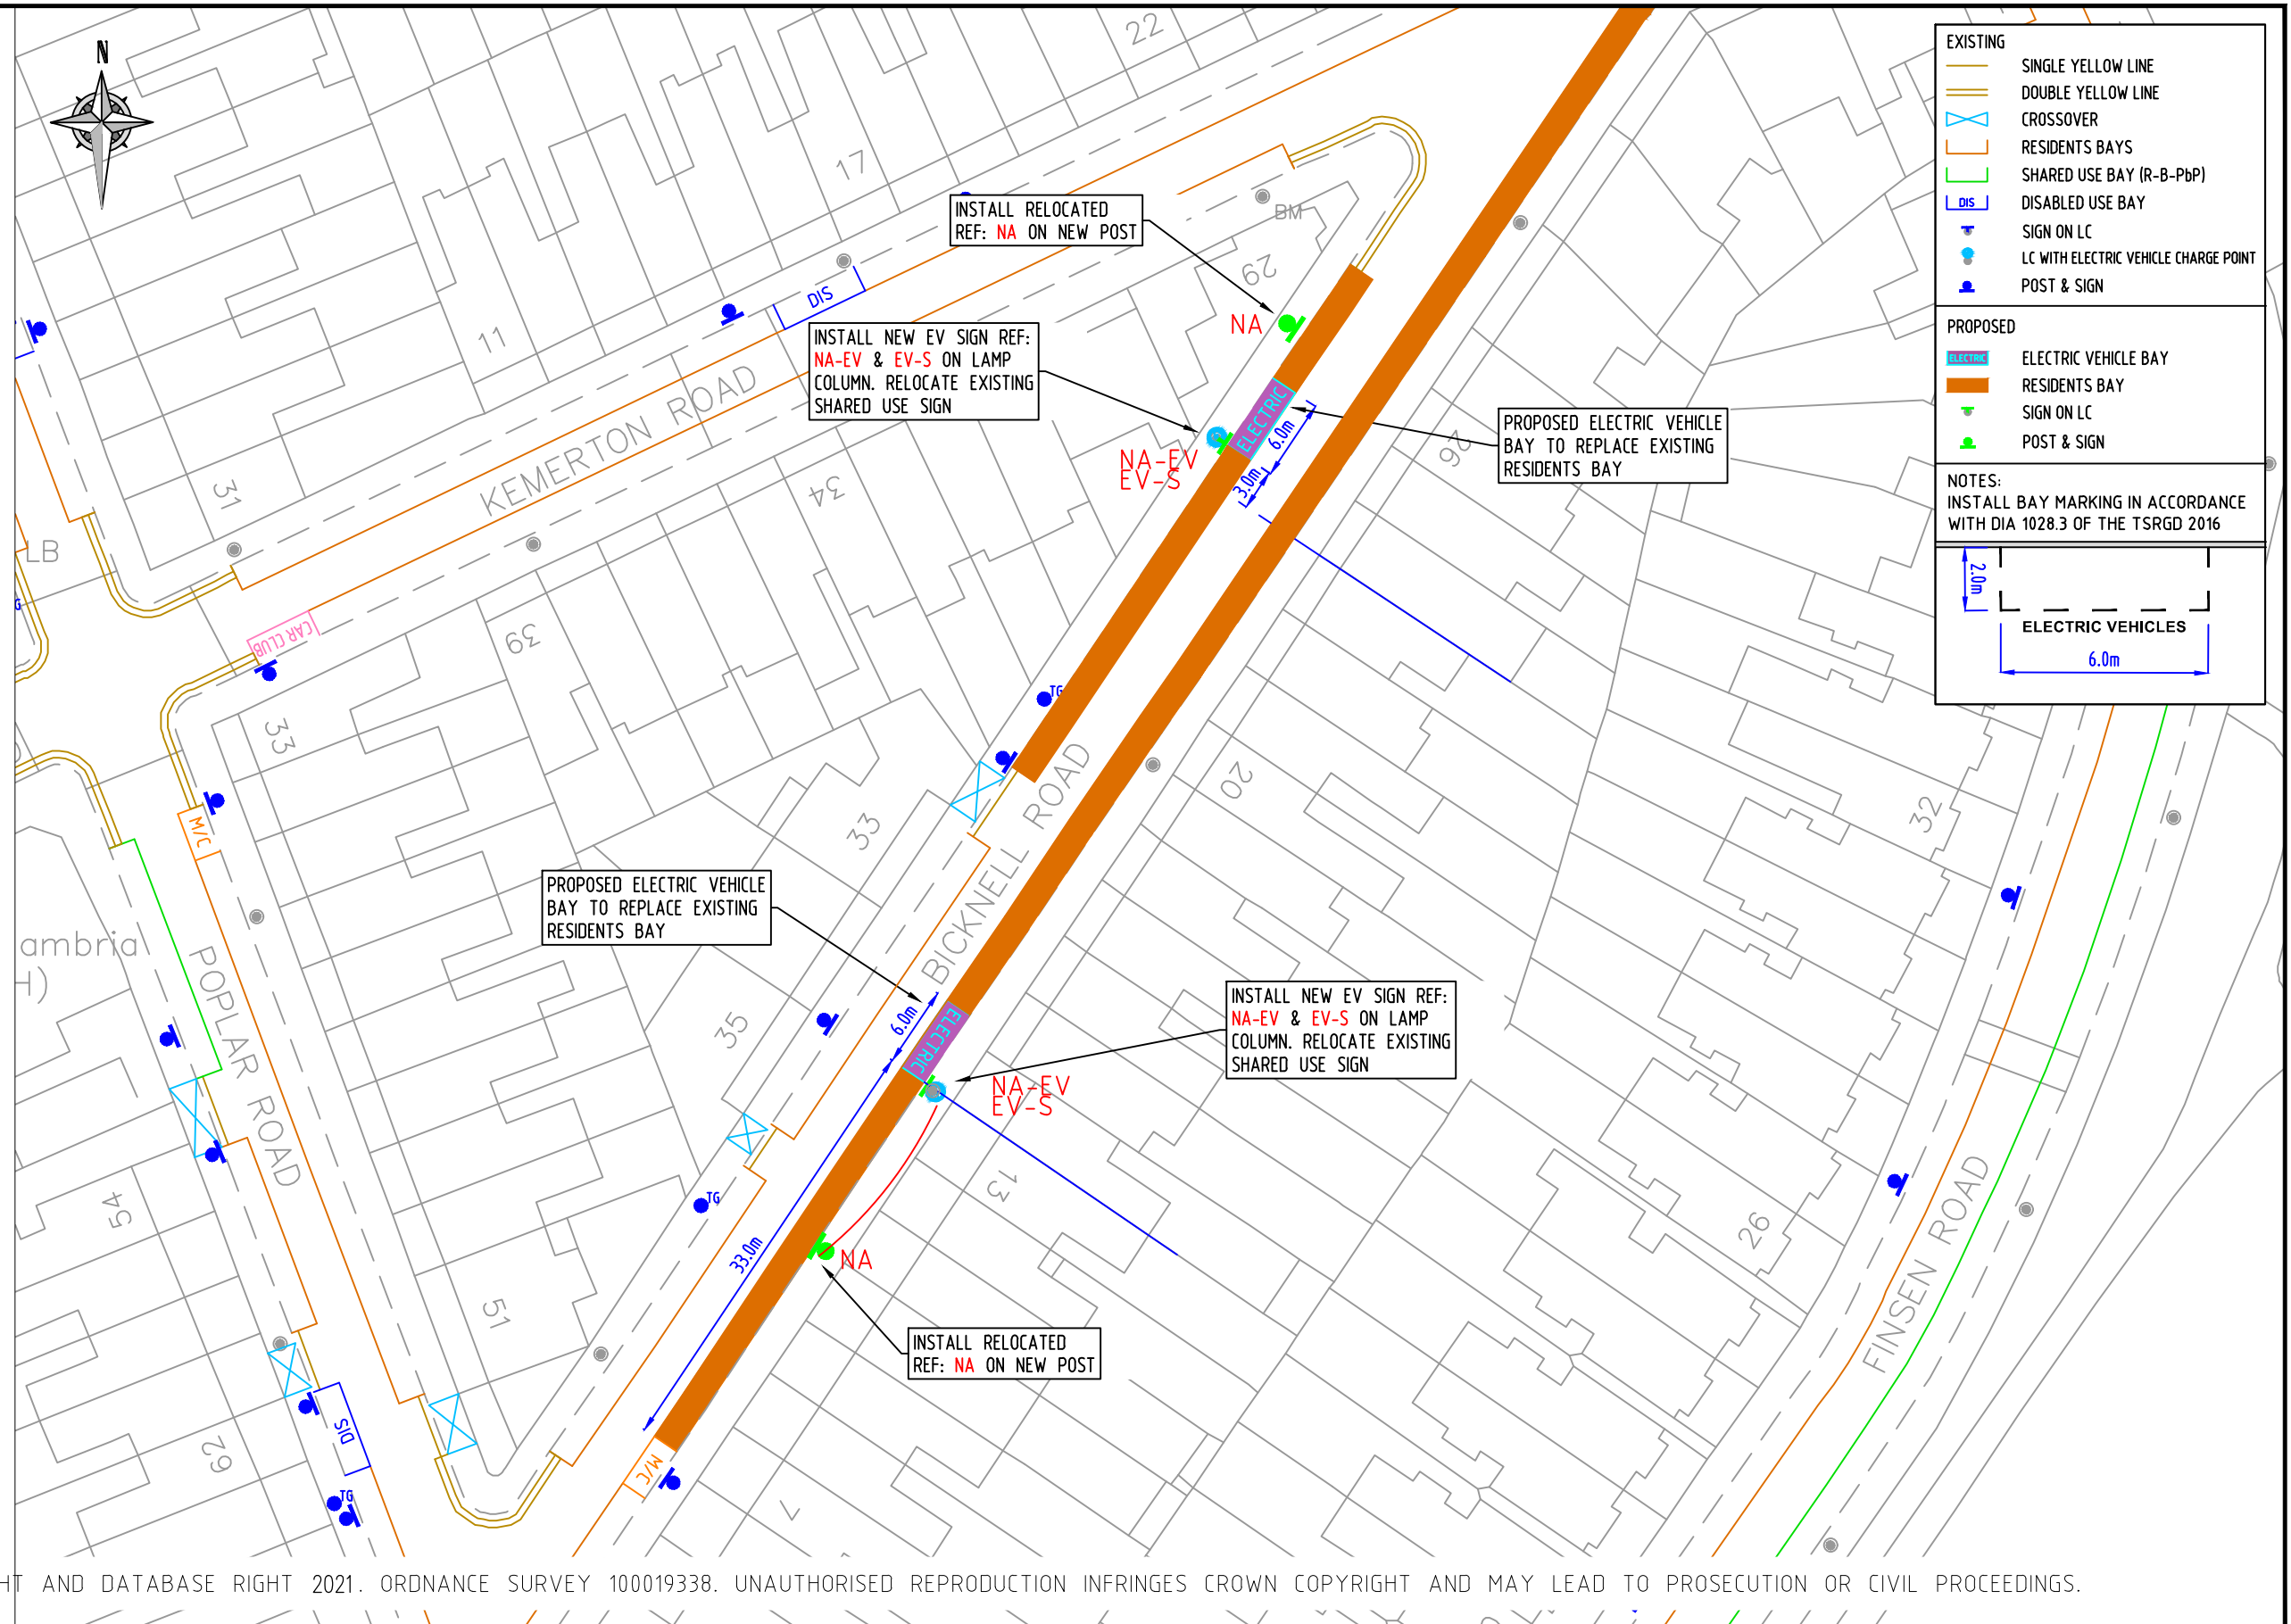 N
22
17
11
31
LB
KEMERTON ROAD
DIS
BM
29
34
39
33
CAR CLUB
M/C
INSTALL RELOCATED
REF: NA ON NEW POST
NA
INSTALL NEW EV SIGN REF:
NA-EV & EV-S ON LAMP
COLUMN. RELOCATE EXISTING
SHARED USE SIGN
NA-EV
EV-S
ELECTRIC
6.0m
3.0m
PROPOSED ELECTRIC VEHICLE
BAY TO REPLACE EXISTING
RESIDENTS BAY
26
TG
20
33
BICKNELL ROAD
PROPOSED ELECTRIC VEHICLE
BAY TO REPLACE EXISTING
RESIDENTS BAY
35
6.0m
ELECTRIC
INSTALL NEW EV SIGN REF:
NA-EV & EV-S ON LAMP
COLUMN. RELOCATE EXISTING
SHARED USE SIGN
NA-EV
EV-S
13
TG
33.0m
NA
INSTALL RELOCATED
REF: NA ON NEW POST
M/C
7
ambria
H)
POPLAR ROAD
54
51
62
DIS
TG
32
26
FINSEN ROAD
EXISTING
SINGLE YELLOW LINE
DOUBLE YELLOW LINE
CROSSOVER
RESIDENTS BAYS
SHARED USE BAY (R-B-PbP)
DIS DISABLED USE BAY
SIGN ON LC
LC WITH ELECTRIC VEHICLE CHARGE POINT
POST & SIGN
PROPOSED
ELECTRIC ELECTRIC VEHICLE BAY
RESIDENTS BAY
SIGN ON LC
POST & SIGN
NOTES:
INSTALL BAY MARKING IN ACCORDANCE
WITH DIA 1028.3 OF THE TSRGD 2016
2.0m
ELECTRIC VEHICLES
6.0m
HT AND DATABASE RIGHT 2021. ORDNANCE SURVEY 100019338. UNAUTHORISED REPRODUCTION INFRINGES CROWN COPYRIGHT AND MAY LEAD TO PROSECUTION OR CIVIL PROCEEDINGS.